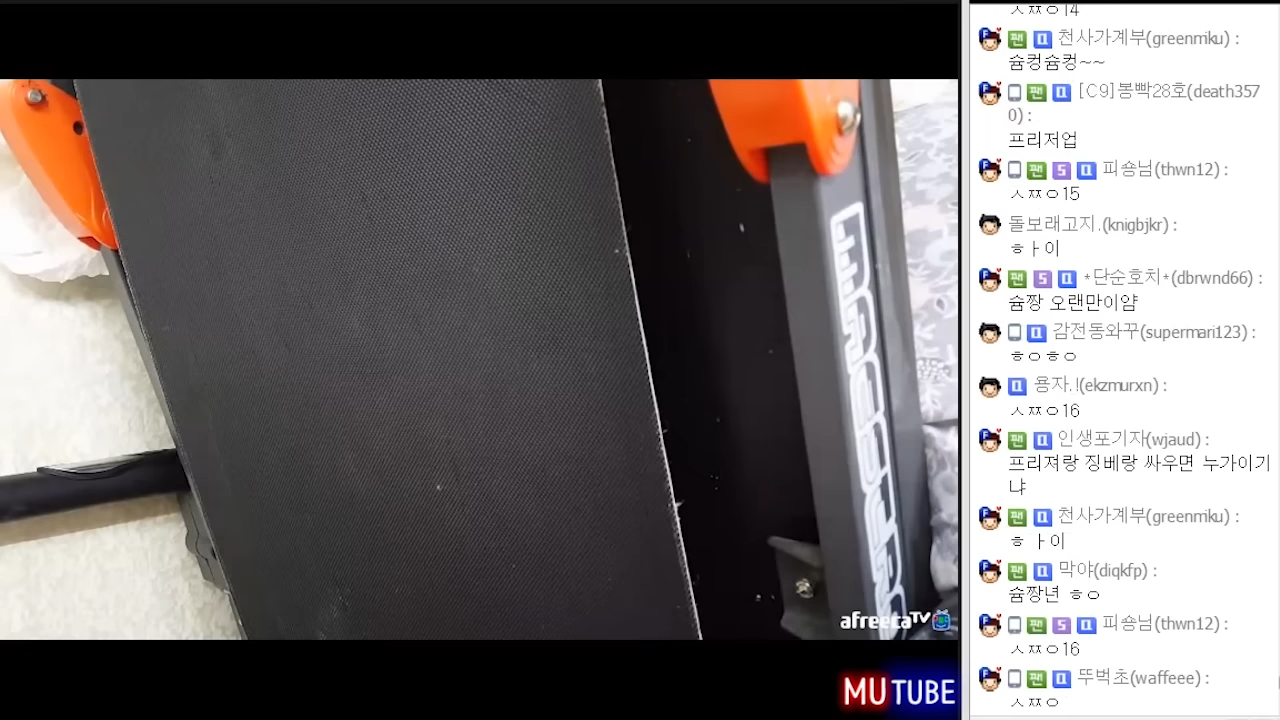 ㅅㅉㅇ14
천사가계부(greenmiku) :
슘컹슘컹~~
[C9]봉빡28호(death357
0) :
프리저업
피숑님(thwn12) :
ㅅㅉㅇ15
돌보래고지.(knigbjkr) :
ㅎㅏ이
*단순호치*(dbrwnd66) :
슘짱 오랜만이얌
감전동와꾸(supermari123) :
ㅎㅇㅎㅇ
용자.!(ekzmurxn) :
ㅅㅉㅇ16
인생포기자(wjaud) :
프리져랑 징베랑 싸우면 누가이기
냐
천사가계부(greenmiku) :
ㅎ ㅏ이
막야(diqkfp) :
슘짱년 ㅎㅇ
피숑님(thwn12) :
ㅅㅉㅇ16
뚜벅초(waffeee) :
ㅅㅉㅇ
afreecaTV
MUTUBE